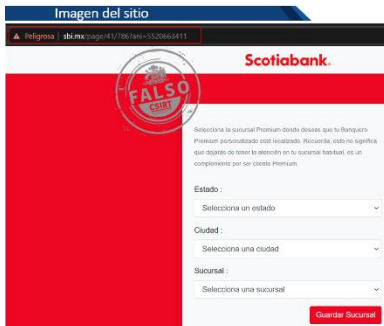 Imagen del sitio
Peligrosa | sbi.mx/page/41/786?ani=5520663411
Scotiabank.
FALSO
CSIRT
Selecciona la sucursal Premium donde deseas que tu Banquero
Premium personalizado esté localizado. Recuerda, esto no significa
que dejarás de tener la atención en tu sucursal habitual, es un
complemento por ser cliente Premium.
Estado :
Selecciona un estado
Ciudad :
Selecciona una ciudad
Sucursal :
Selecciona una sucursal
Guardar Sucursal